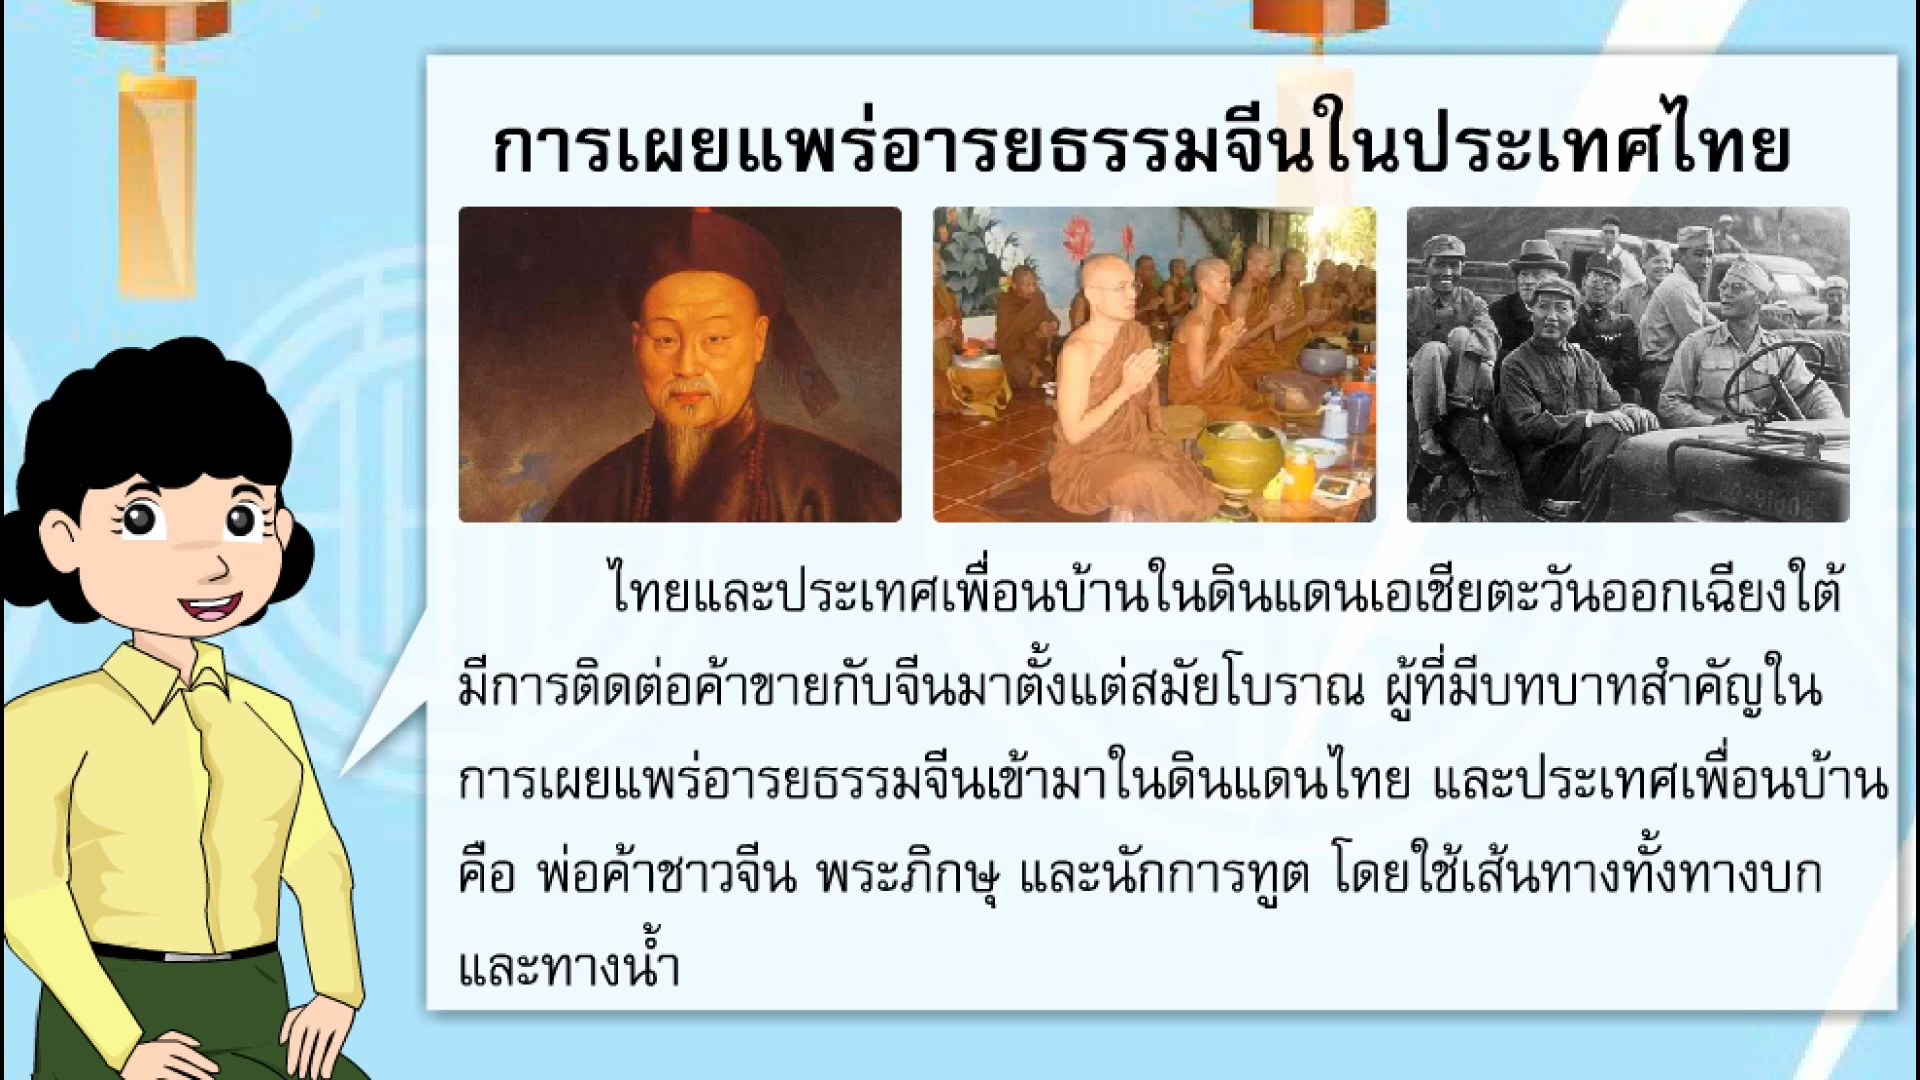 การเผยแพร่อารยธรรมจีนในประเทศไทย
ไทยและประเทศเพื่อนบ้านในดินแดนเอเชียตะวันออกเฉียงใต้
มีการติดต่อค้าขายกับจีนมาตั้งแต่สมัยโบราณ ผู้ที่มีบทบาทสำคัญใน
การเผยแพร่อารยธรรมจีนเข้ามาในดินแดนไทย และประเทศเพื่อนบ้าน
คือ พ่อค้าชาวจีน พระภิกษุ และนักการทูต โดยใช้เส้นทางทั้งทางบก
และทางน้ำ